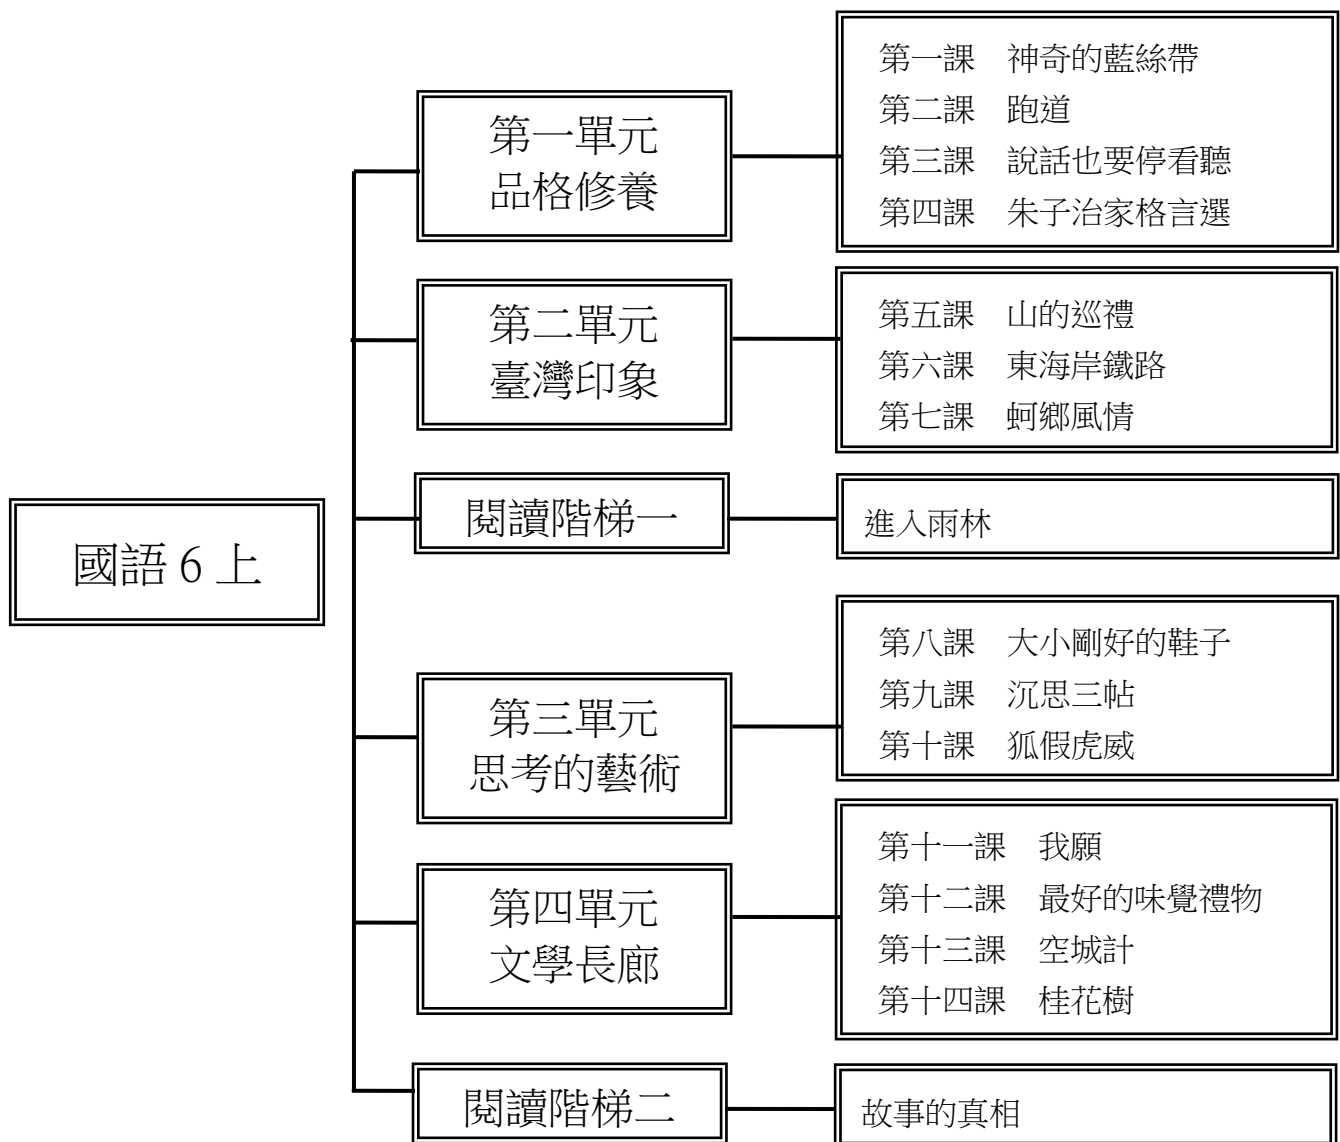 國語 6 上
第一單元
品格修養
第一課　神奇的藍絲帶
第二課　跑道
第三課　說話也要停看聽
第四課　朱子治家格言選
第二單元
臺灣印象
第五課　山的巡禮
第六課　東海岸鐵路
第七課　蚵鄉風情
閱讀階梯一
進入雨林
第三單元
思考的藝術
第八課　大小剛好的鞋子
第九課　沉思三帖
第十課　狐假虎威
第四單元
文學長廊
第十一課　我願
第十二課　最好的味覺禮物
第十三課　空城計
第十四課　桂花樹
閱讀階梯二
故事的真相